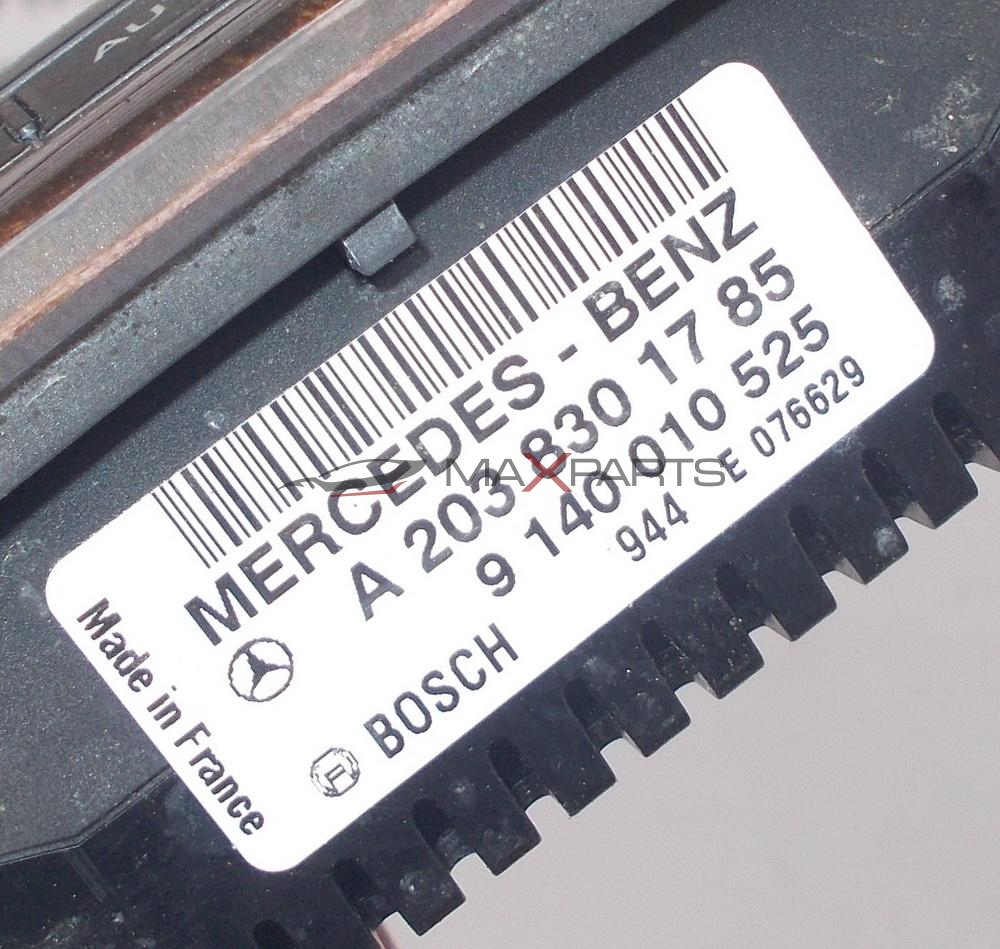 AU
MERCEDES - BENZ
A 203 830 17 85
9 140 010 525
944 E 076629
BOSCH
Made in France
MAXPARTS